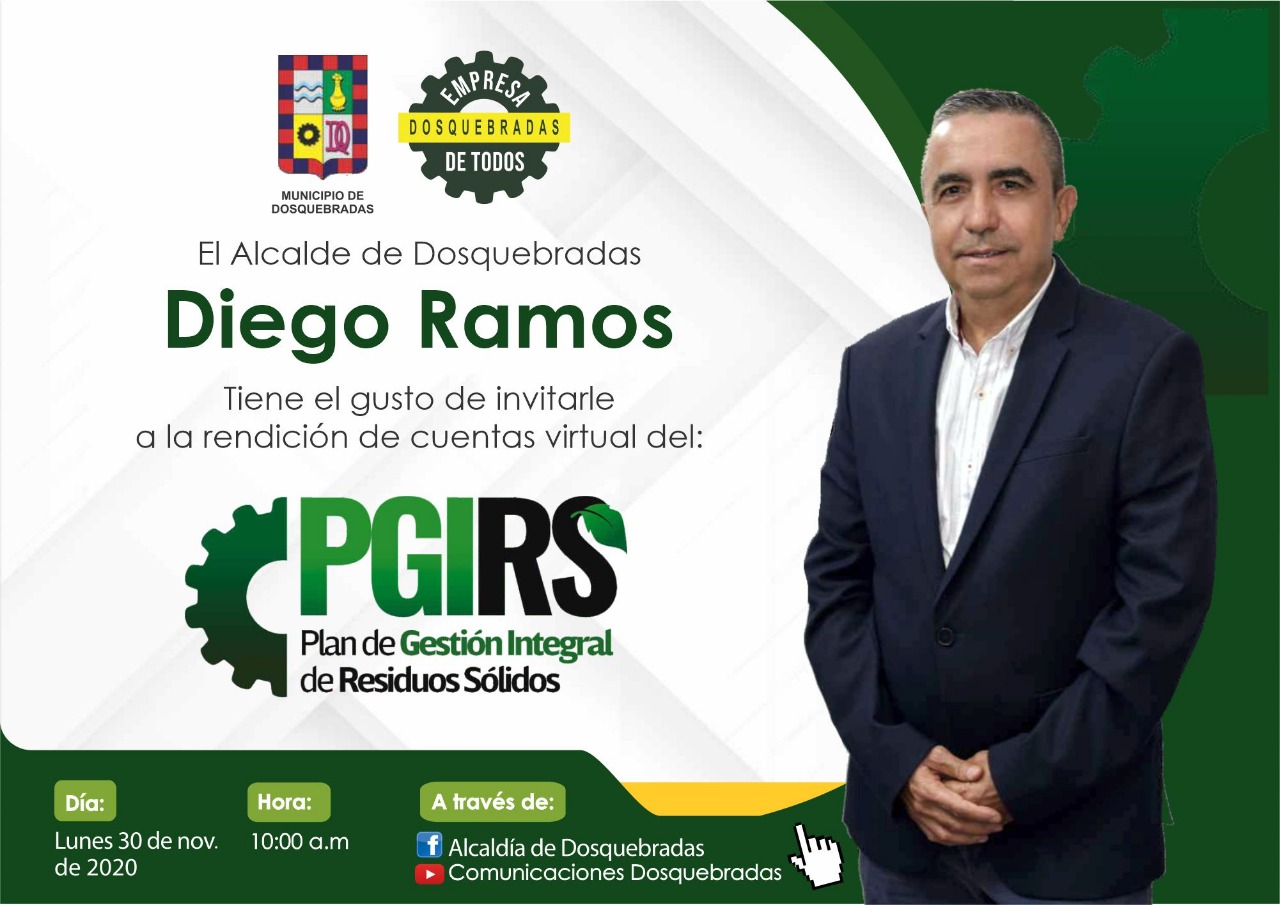 MUNICIPIO DE
DOSQUEBRADAS
EMPRESA
DOSQUEBRADAS
DE TODOS
El Alcalde de Dosquebradas
Diego Ramos
Tiene el gusto de invitarle
a la rendición de cuentas virtual del:
PGIRS
Plan de Gestión Integral
de Residuos Sólidos
Día:
Lunes 30 de nov.
de 2020
Hora:
10:00 a.m
A través de:
Alcaldía de Dosquebradas
Comunicaciones Dosquebradas